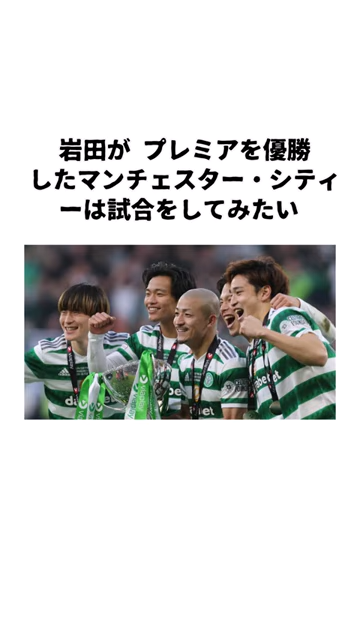 岩田が プレミアを優勝
したマンチェスター・シティ
ーは試合をしてみたい